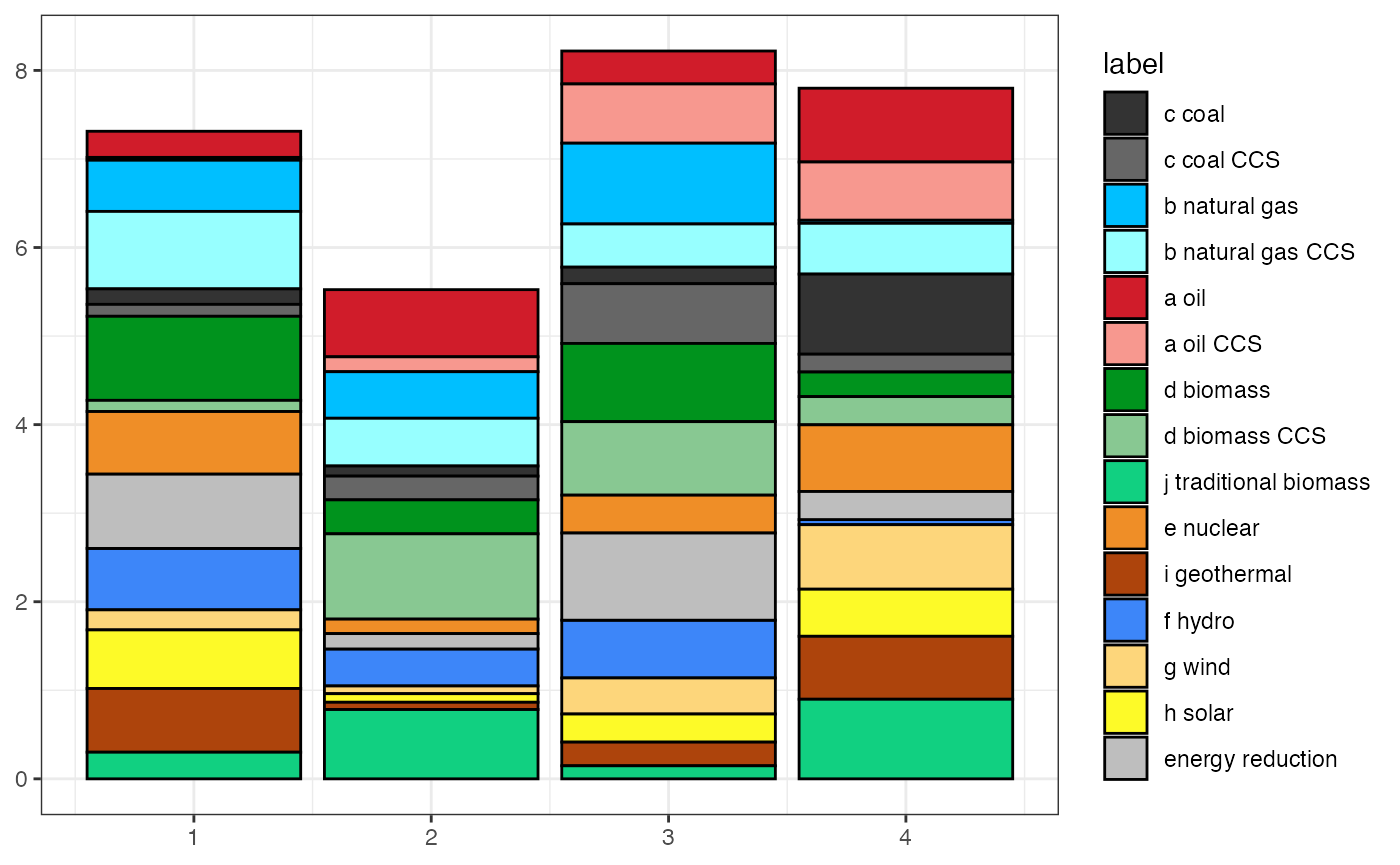 8
6
4
2
0
1
2
3
4
label
c coal
c coal CCS
b natural gas
b natural gas CCS
a oil
a oil CCS
d biomass
d biomass CCS
j traditional biomass
e nuclear
i geothermal
f hydro
g wind
h solar
energy reduction